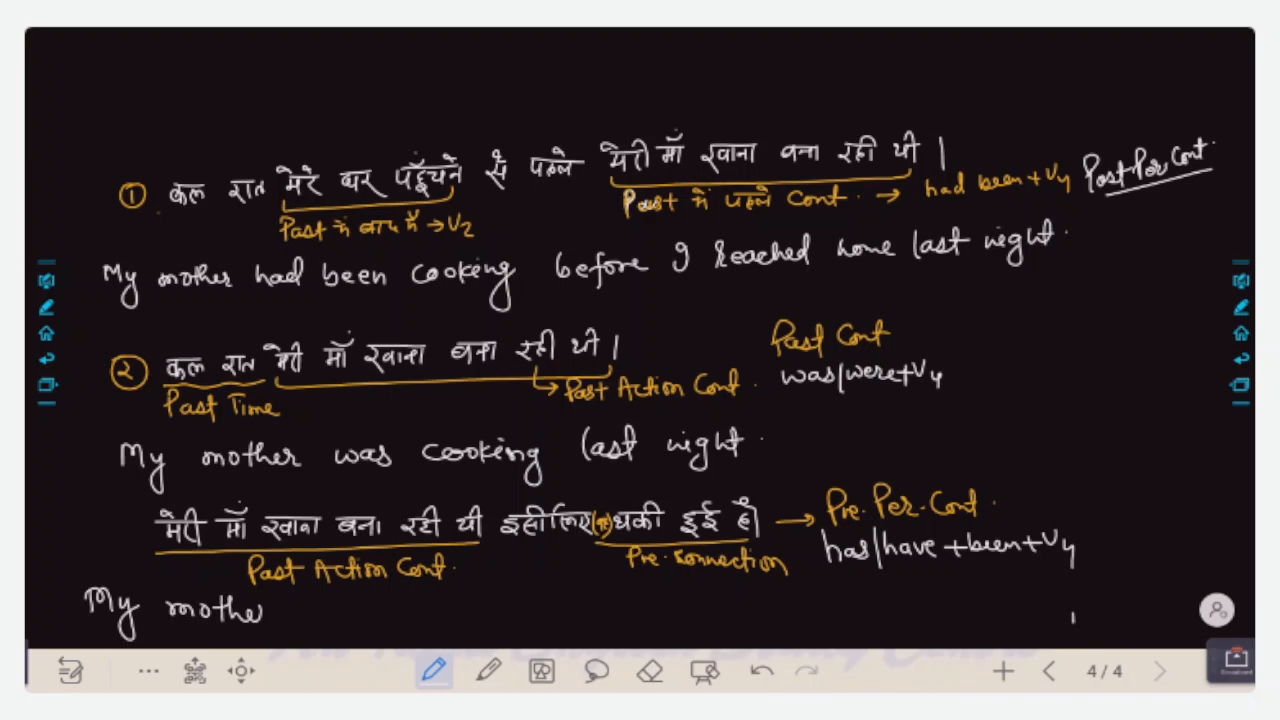 ① कल रात मेरे घर पहुँचने से पहले मेरी माँ खाना बना रही थी।
Past में बाद में → V2
Past में पहले Cont. → had been + V4 Past Per Cont.
My mother had been cooking before I reached home last night.
② कल रात मेरी माँ खाना बना रही थी।
Past Time
Past Action Cont.
Past Cont
was/were+V4
My mother was cooking last night.
मेरी माँ खाना बना रही थी इसीलिए थकी हुई है। → Pre. Per. Cont.
Past Action Cont.
Pre. Connection
has/have + been + V4
My mothe
4 / 4